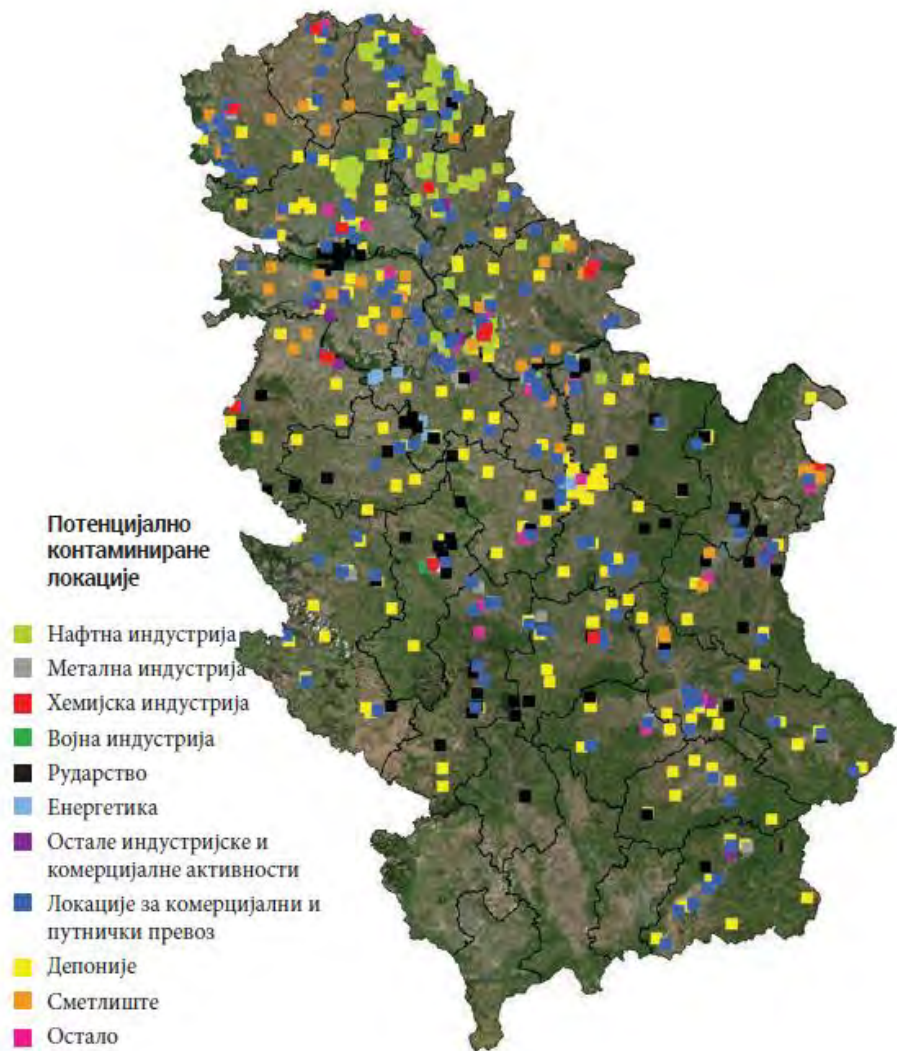 Потенцијално
контаминиране
локације
Нафтна индустрија
Метална индустрија
Хемијска индустрија
Војна индустрија
Рударство
Енергетика
Остале индустријске и
комерцијалне активности
Локације за комерцијални и
путнички превоз
Депоније
Сметлиште
Остало